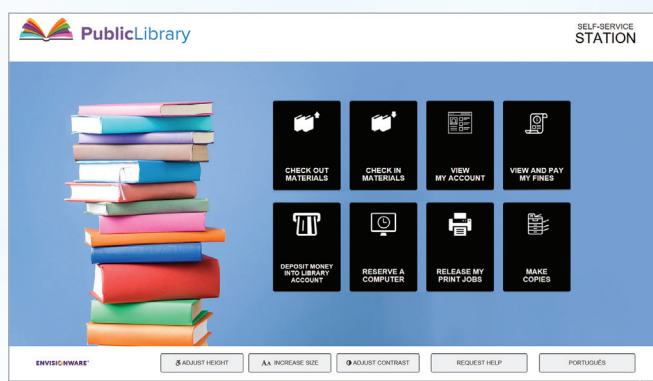 PublicLibrary
SELF-SERVICE
STATION
CHECK OUT
MATERIALS
CHECK IN
MATERIALS
VIEW
MY ACCOUNT
VIEW AND PAY
MY FINES
DEPOSIT MONEY
INTO LIBRARY
ACCOUNT
RESERVE A
COMPUTER
RELEASE MY
PRINT JOBS
MAKE
COPIES
ENVISIONWARE®
ADJUST HEIGHT
AA INCREASE SIZE
ADJUST CONTRAST
REQUEST HELP
PORTUGUÊS